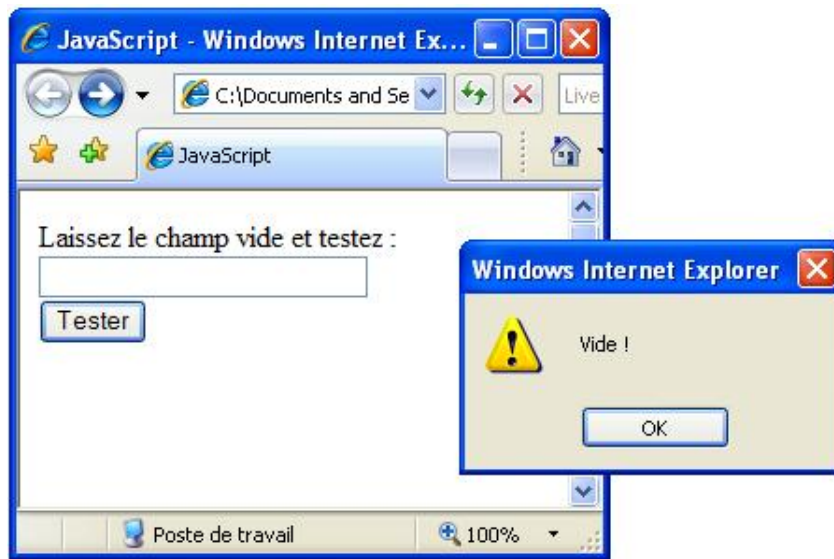 JavaScript - Windows Internet Ex...
C:\Documents and Se
Live
JavaScript
Laissez le champ vide et testez :
Tester
Windows Internet Explorer
Vide !
OK
Poste de travail
100%